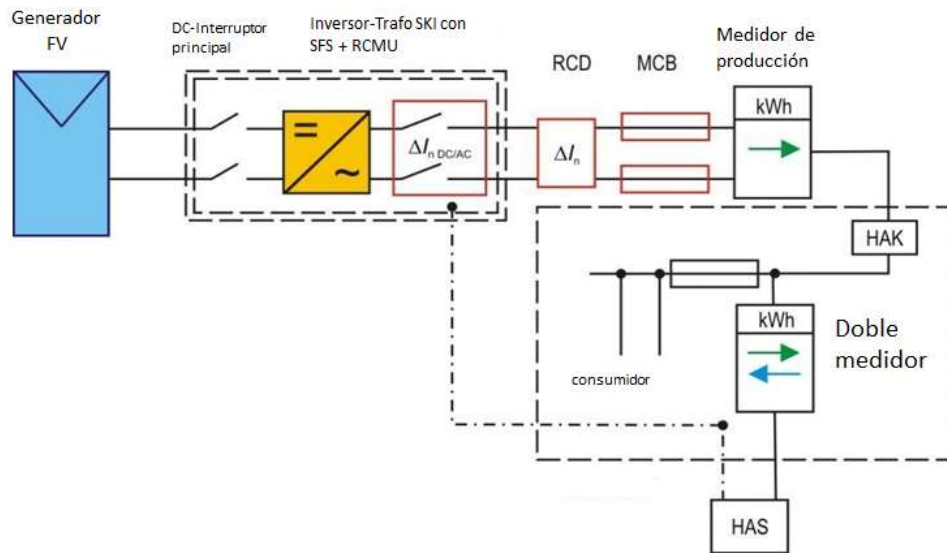 Generador
FV
DC-Interruptor
principal
Inversor-Trafo SKI con
SFS + RCMU
RCD
MCB
Medidor de
producción
kWh
=
~
ΔIn DC/AC
ΔIn
HAK
kWh
Doble
medidor
consumidor
HAS